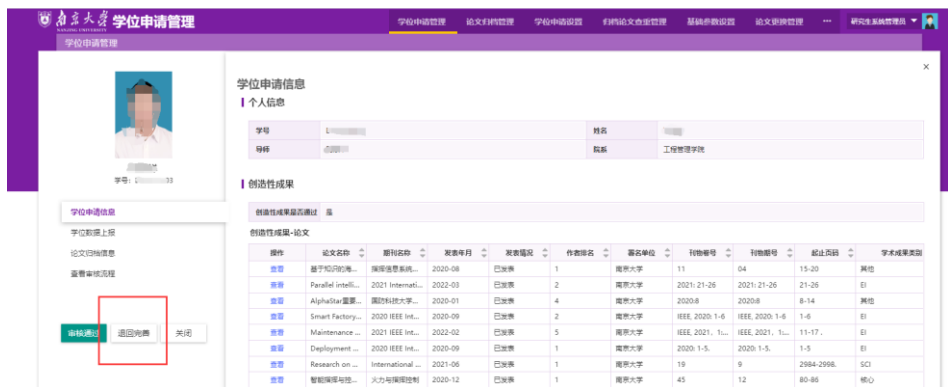 南京大学 学位申请管理
NANJING UNIVERSITY
学位申请管理 论文归档管理 学位申请设置 归档论文查重管理 基础参数设置 论文更换管理 ··· 研究生系统管理员
学位申请管理
×
学位申请信息
个人信息
学号 姓名
导师 院系 工程管理学院
学号: 33
创造性成果
学位申请信息
创造性成果是否通过 是
学位数据上报
创造性成果-论文
论文归档信息
查看审核流程
操作 论文名称 期刊名称 发表年月 发表情况 作者排名 署名单位 刊物卷号 刊物期号 起止页码 学术成果类别
查看 基于知识的海... 指挥信息系统... 2020-08 已发表 1 南京大学 11 04 15-20 其他
查看 Parallel intelli... 2021 Internati... 2022-03 已发表 2 南京大学 2021: 21-26 2021: 21-26 21-26 EI
查看 AlphaStar重要... 国防科技大学... 2020-01 已发表 4 南京大学 2020.8 2020.8 8-14 其他
查看 Smart Factory... 2020 IEEE Int... 2020-09 已发表 2 南京大学 IEEE, 2020: 1-6 IEEE, 2020: 1-6 1-6 EI
查看 Maintenance ... 2021 IEEE Int... 2022-02 已发表 5 南京大学 IEEE, 2021, 1:... IEEE, 2021, 1:... 11-17 . EI
查看 Deployment ... 2020 IEEE Int... 2020-09 已发表 1 南京大学 2020: 1-5. 2020: 1-5. 1-5 EI
查看 Research on ... International ... 2021-06 已发表 1 南京大学 19 9 2984-2998. SCI
查看 智能指挥与控... 火力与指挥控制 2020-12 已发表 1 南京大学 45 12 80-86 核心
审核通过 退回完善 关闭